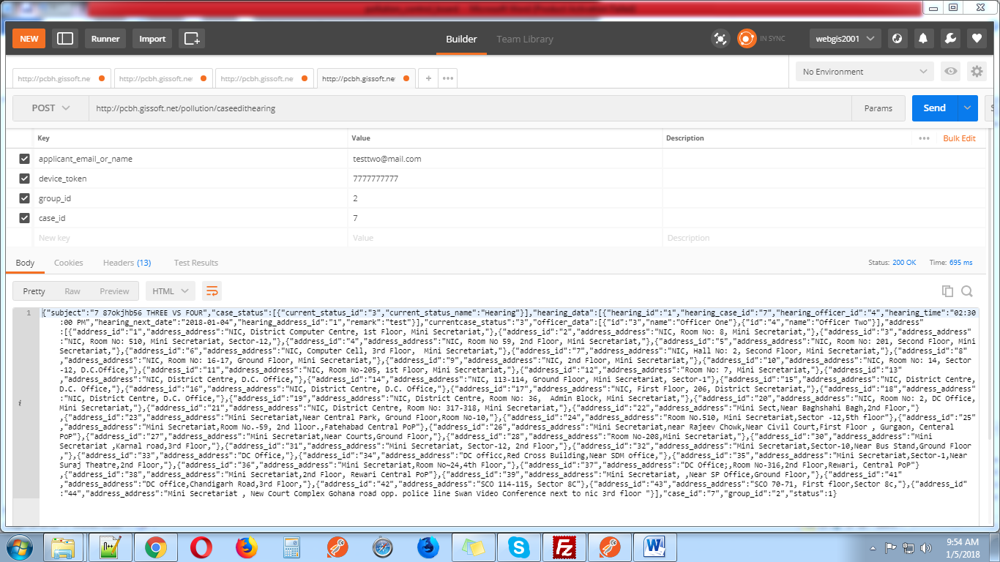 NEW
Runner
Import
Builder
Team Library
IN SYNC
webgis2001
http://pcbh.gissoft.ne
http://pcbh.gissoft.ne
http://pcbh.gissoft.ne
http://pcbh.gissoft.ne
No Environment
POST
http://pcbh.gissoft.net/pollution/caseedithearing
Params
Send
Key
Value
Description
Bulk Edit
applicant_email_or_name
testtwo@mail.com
device_token
7777777777
group_id
2
case_id
7
New key
Value
Description
Body
Cookies
Headers (13)
Test Results
Status: 200 OK
Time: 695 ms
Pretty
Raw
Preview
HTML
1
{"subject":"7 87okjhb56 THREE VS FOUR","case_status":[{"current_status_id":"3","current_status_name":"Hearing"}],"hearing_data":[{"hearing_id":"1","hearing_case_id":"7","hearing_officer_id":"4","hearing_time":"02:30
:00 PM","hearing_next_date":"2018-01-04","hearing_address_id":"1","remark":"test"}],"currentcase_status":"3","officer_data":[{"id":"3","name":"Officer One"},{"id":"4","name":"Officer Two"}],"address"
:[{"address_id":"1","address_address":"NIC, District Computer Centre, 1st Floor, Mini Secretariat,"},{"address_id":"2","address_address":"NIC, Room No: 8, Mini Secretariat,"},{"address_id":"3","address_address"
:"NIC, Room No: 510, Mini Secretariat, Sector-12,"},{"address_id":"4","address_address":"NIC, Room No 59, 2nd Floor, Mini Secretariat,"},{"address_id":"5","address_address":"NIC, Room No: 201, Second Floor, Mini
Secretariat,"},{"address_id":"6","address_address":"NIC, Computer Cell, 3rd Floor,  Mini Secretariat,"},{"address_id":"7","address_address":"NIC, Hall No: 2, Second Floor, Mini Secretariat,"},{"address_id":"8"
,"address_address":"NIC, Room No: 16-17, Ground Floor, Mini Secretariat,"},{"address_id":"9","address_address":"NIC, 2nd Floor, Mini Secretariat,"},{"address_id":"10","address_address":"NIC, Room No: 14, Sector
-12, D.C.Office,"},{"address_id":"11","address_address":"NIC, Room No-205, 1st Floor, Mini Secretariat,"},{"address_id":"12","address_address":"Room No: 7, Mini Secretariat,"},{"address_id":"13"
,"address_address":"NIC, District Centre, D.C. Office,"},{"address_id":"14","address_address":"NIC, 113-114, Ground Floor, Mini Secretariat, Sector-1"},{"address_id":"15","address_address":"NIC, District Centre,
D.C. Office,"},{"address_id":"16","address_address":"NIC, District Centre, D.C. Office,"},{"address_id":"17","address_address":"NIC, First Floor, 206, District Secretariat,"},{"address_id":"18","address_address"
:"NIC, District Centre, D.C. Office,"},{"address_id":"19","address_address":"NIC, District Centre, Room No: 36,  Admin Block, Mini Secretariat,"},{"address_id":"20","address_address":"NIC, Room No: 2, DC Office,
Mini Secretariat,"},{"address_id":"21","address_address":"NIC, District Centre, Room No: 317-318, Mini Secretariat,"},{"address_id":"22","address_address":"Mini Sect,Near Baghshahi Bagh,2nd Floor,"}
,{"address_id":"23","address_address":"Mini Secretariat,Near Central Park, Ground Floor,Room No-10,"},{"address_id":"24","address_address":"Room No.510, Mini Secretariat,Sector -12,5th floor"},{"address_id":"25"
,"address_address":"Mini Secretariat,Room No.-59, 2nd lloor.,Fatehabad Central PoP"},{"address_id":"26","address_address":"Mini Secretariat,near Rajeev Chowk,Near Civil Court,First Floor , Gurgaon, Centeral
PoP"},{"address_id":"27","address_address":"Mini Secretariat,Near Courts,Ground Floor,"},{"address_id":"28","address_address":"Room No-208,Mini Secretariat,"},{"address_id":"30","address_address":"Mini
Secretariat ,Karnal road,3rd Floor,"},{"address_id":"31","address_address":"Mini Secretariat, Sector-12, 2nd Floor,"},{"address_id":"32","address_address":"Mini Secretariat,Sector-10,Near Bus Stand,Ground Floor
,"},{"address_id":"33","address_address":"DC Office,"},{"address_id":"34","address_address":"DC officc,Red Cross Building,Near SDM office,"},{"address_id":"35","address_address":"Mini Secretariat,Sector-1,Near
Suraj Theatre,2nd Floor,"},{"address_id":"36","address_address":"Mini Secretariat,Room No~24,4th Floor,"},{"address_id":"37","address_address":"DC Office;,Room No-316,2nd Floor,Rewari, Central PoP"}
,{"address_id":"38","address_address":"Mini Secretariat,2nd Floor, Rewari Central PoP"},{"address_id":"39","address_address":"Mini Secretariat, ,Near SP Office,Ground Floor,"},{"address_id":"41"
,"address_address":"DC office,Chandigarh Road,3rd Floor,"},{"address_id":"42","address_address":"SCO 114-115, Sector 8C"},{"address_id":"43","address_address":"SCO 70-71, First floor,Sector 8c,"},{"address_id"
:"44","address_address":"Mini Secretariat , New Court Complex Gohana road opp. police line Swan Video Conference next to nic 3rd floor "}],"case_id":"7","group_id":"2","status":1}
9:54 AM
1/5/2018